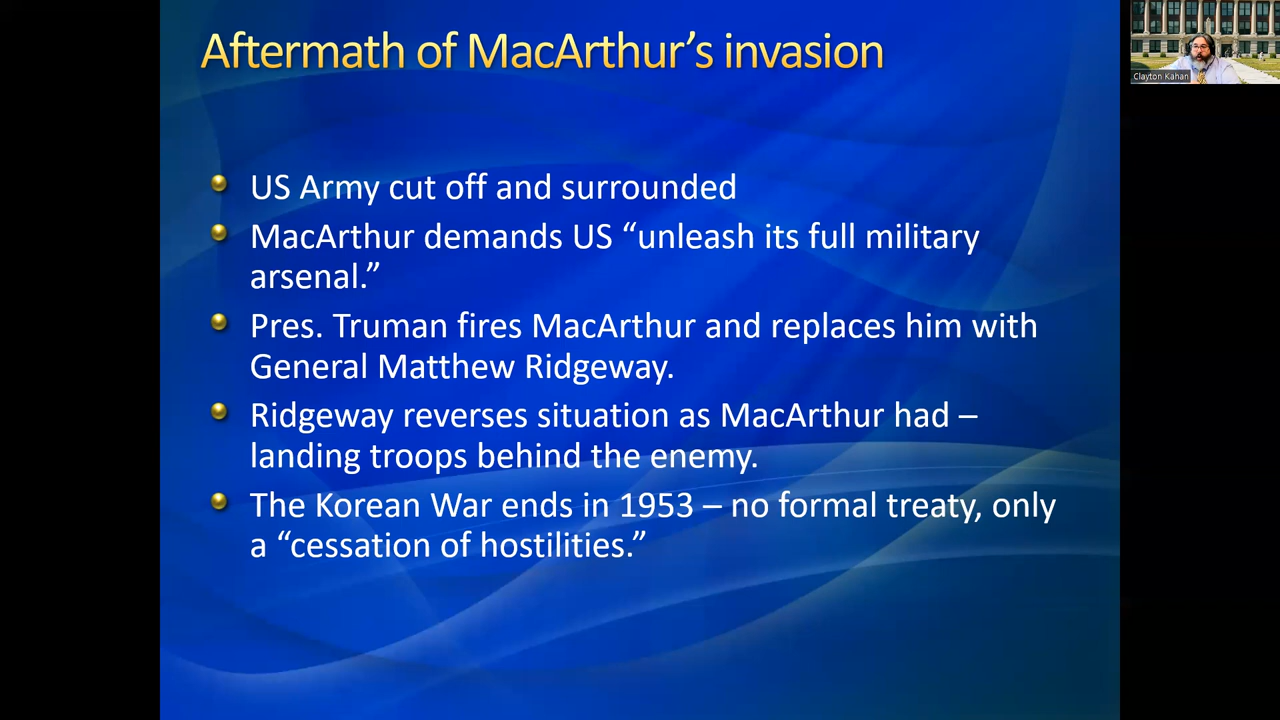 Aftermath of MacArthur’s invasion
US Army cut off and surrounded
MacArthur demands US “unleash its full military
arsenal.”
Pres. Truman fires MacArthur and replaces him with
General Matthew Ridgeway.
Ridgeway reverses situation as MacArthur had –
landing troops behind the enemy.
The Korean War ends in 1953 – no formal treaty, only
a “cessation of hostilities.”
Clayton Kahan